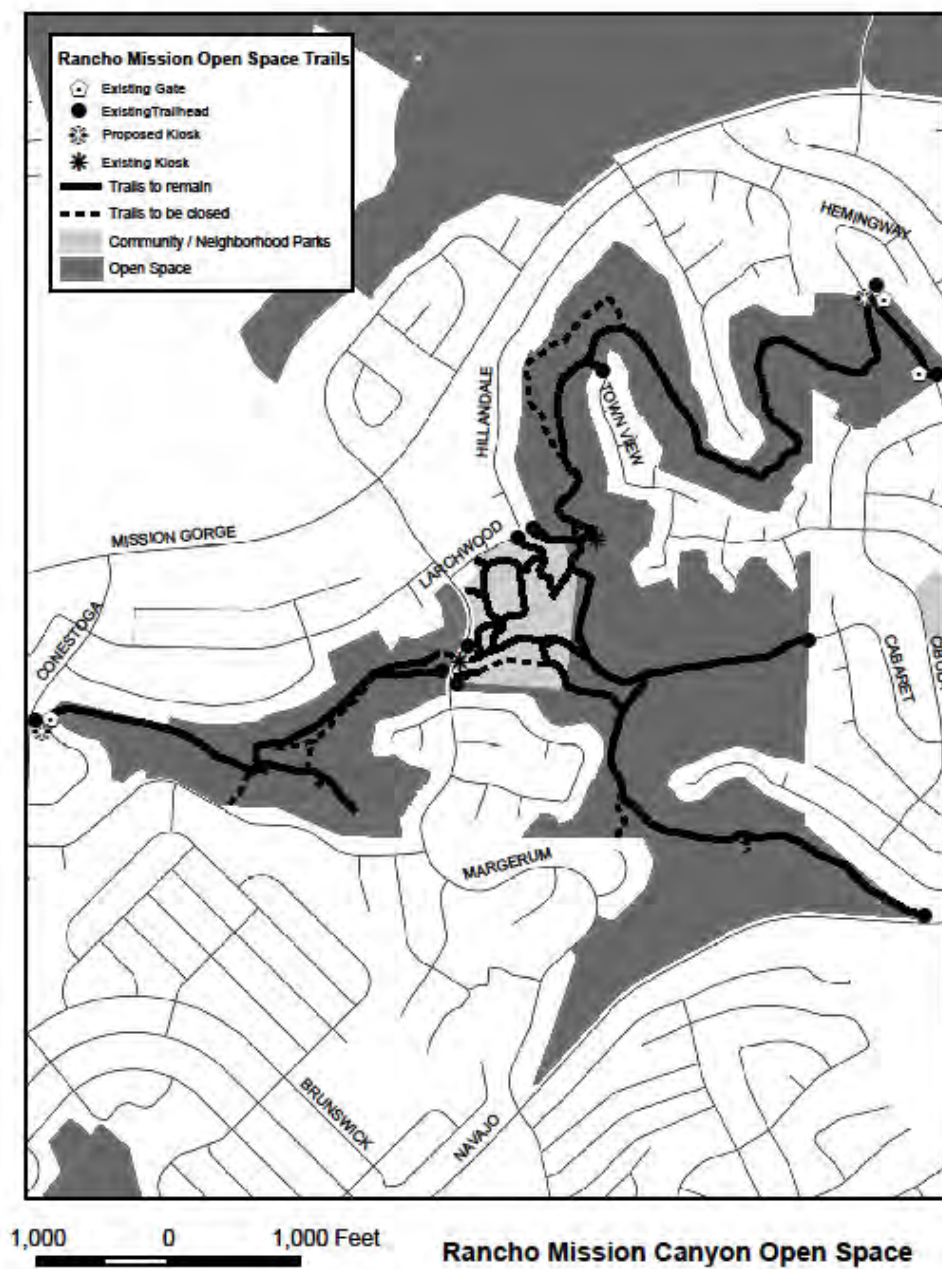 Rancho Mission Open Space Trails
Existing Gate
ExistingTrailhead
Proposed Kiosk
Existing Kiosk
Trails to remain
Trails to be closed
Community / Neighborhood Parks
Open Space
HEMINGWAY
HILLANDALE
TOWN VIEW
MISSION GORGE
LARCHWOOD
CONESTOGA
CABARET
MARGERUM
BRUNSWICK
NAVAJO
1,000 0 1,000 Feet
Rancho Mission Canyon Open Space